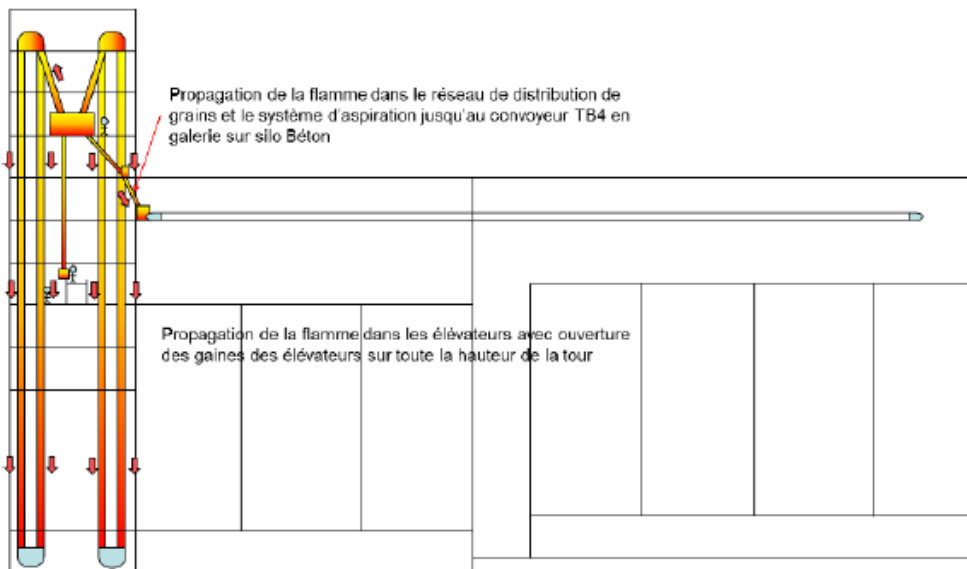 Propagation de la flamme dans le réseau de distribution de
grains et le système d'aspiration jusqu'au convoyeur TB4 en
galerie sur silo Béton
Propagation de la flamme dans les élévateurs avec ouverture
des gaines des élévateurs sur toute la hauteur de la tour